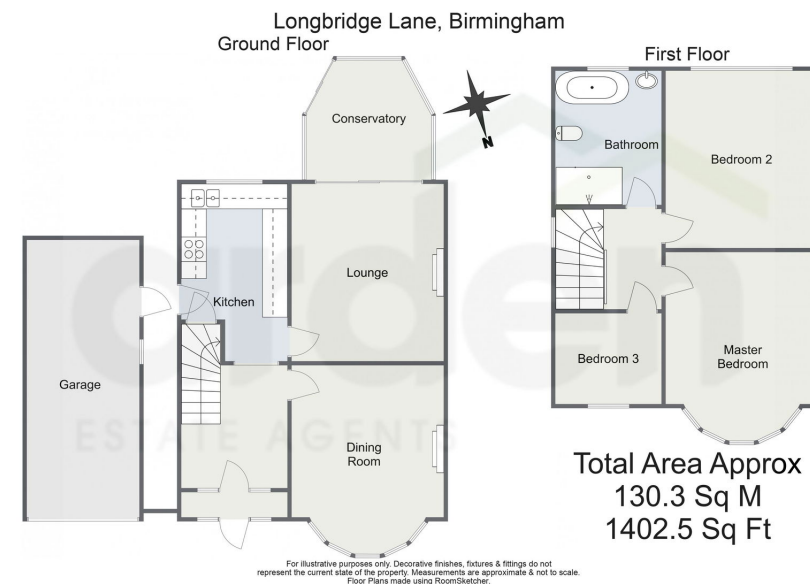 Longbridge Lane, Birmingham
Ground Floor
First Floor
Conservatory
Bathroom
Bedroom 2
Lounge
Kitchen
Garage
Dining
Room
Bedroom 3
Master
Bedroom
N
arden
ESTATE AGENTS
Total Area Approx
130.3 Sq M
1402.5 Sq Ft
For illustrative purposes only. Decorative finishes, fixtures & fittings do not
represent the current state of the property. Measurements are approximate & not to scale.
Floor Plans made using RoomSketcher.